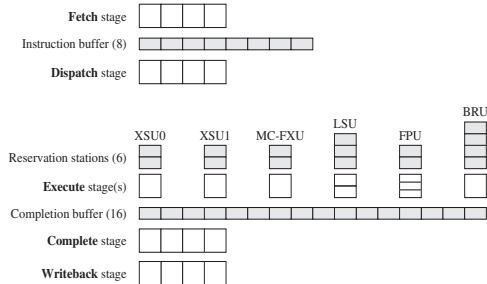 Fetch stage
Instruction buffer (8)
Dispatch stage
BRU
LSU
XSU0 XSU1 MC-FXU FPU
Reservation stations (6)
Execute stage(s)
Completion buffer (16)
Complete stage
Writeback stage